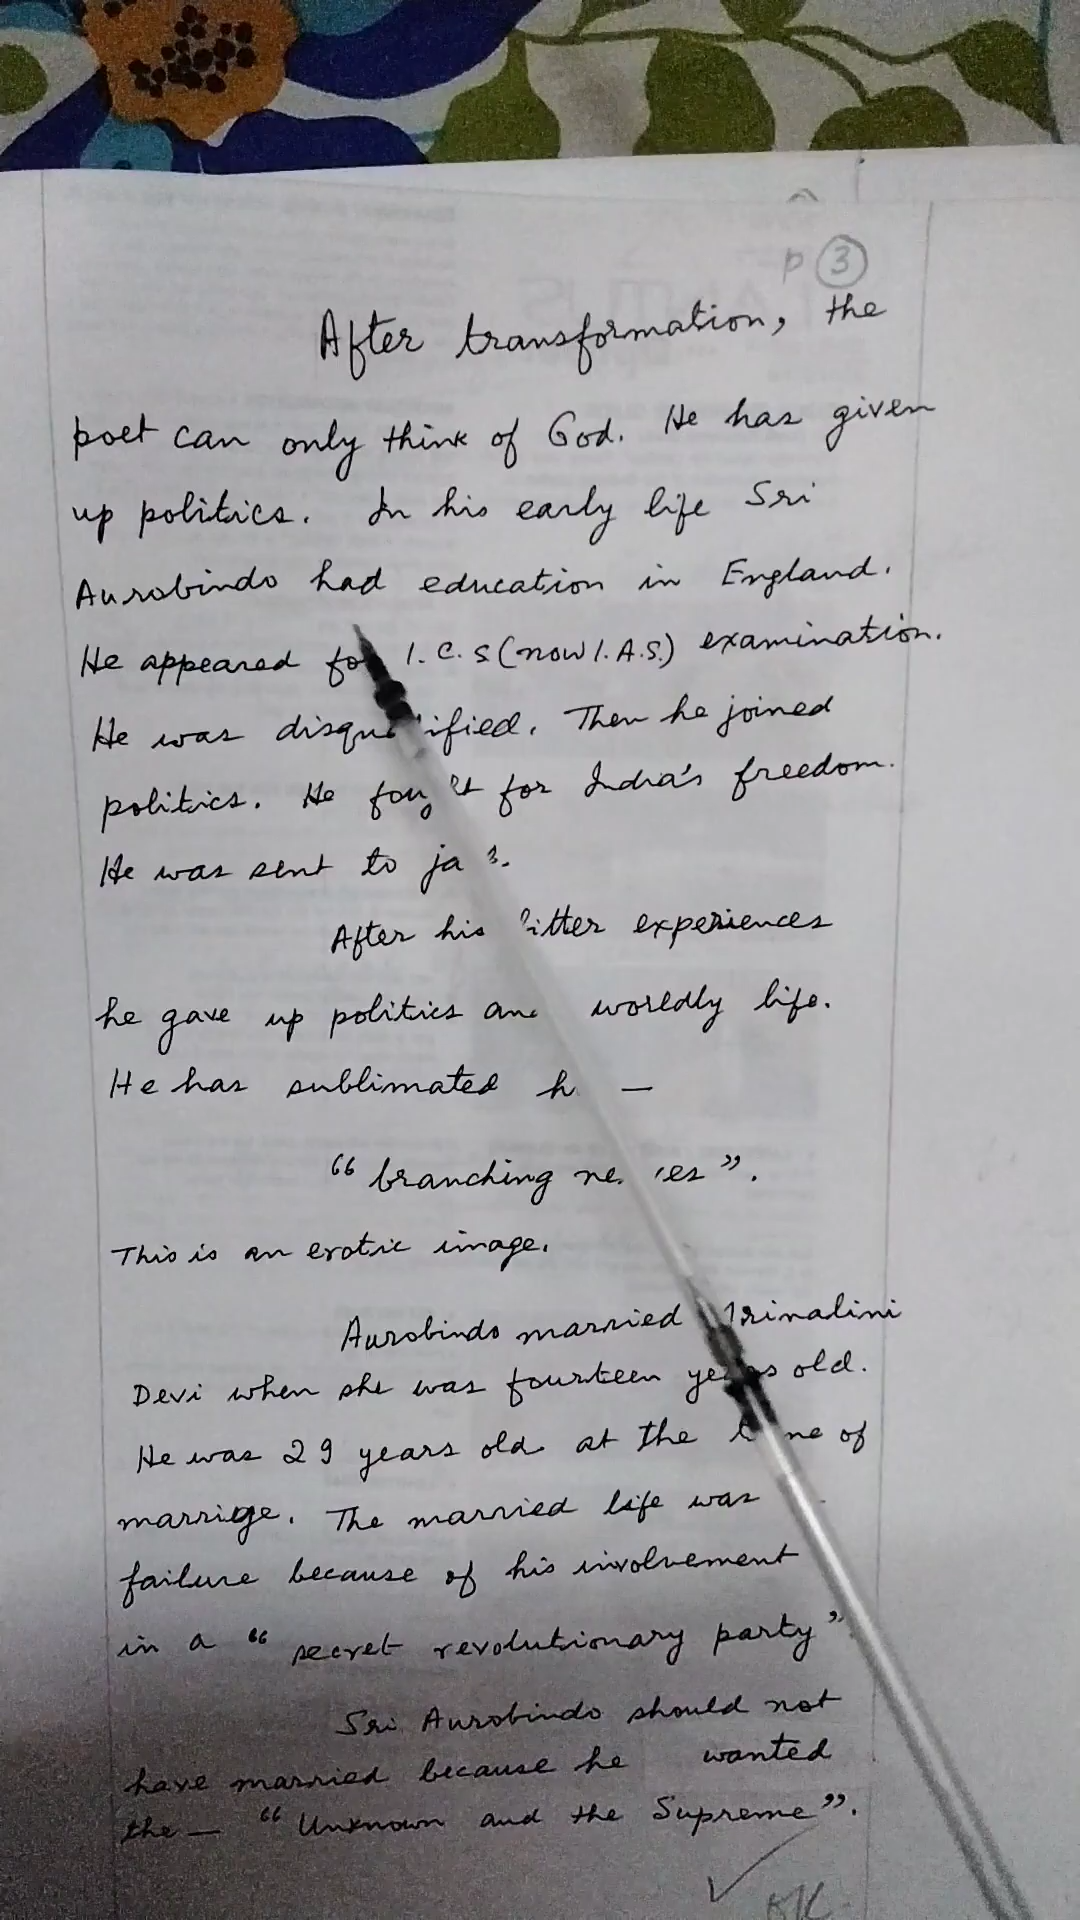 p 3
After transformation, the
poet can only think of God. He has given
up politics. In his early life Sri
Aurobindo had education in England.
He appeared for I.C.S (now I.A.S.) examination.
He was disqualified. Then he joined
politics. He fought for India's freedom.
He was sent to
After his bitter experiences
he gave up politics and worldly life.
He has sublimated —
"branching".
This is an erotic image.
Aurobindo married Mrinalini
Devi when she was fourteen years old.
He was 29 years old at the time of
marrige. The married life was
failure because of his involvement
in a "secret revolutionary party"
Sri Aurobindo should not
have married because he wanted
the — "Unknown and the Supreme".
OK.